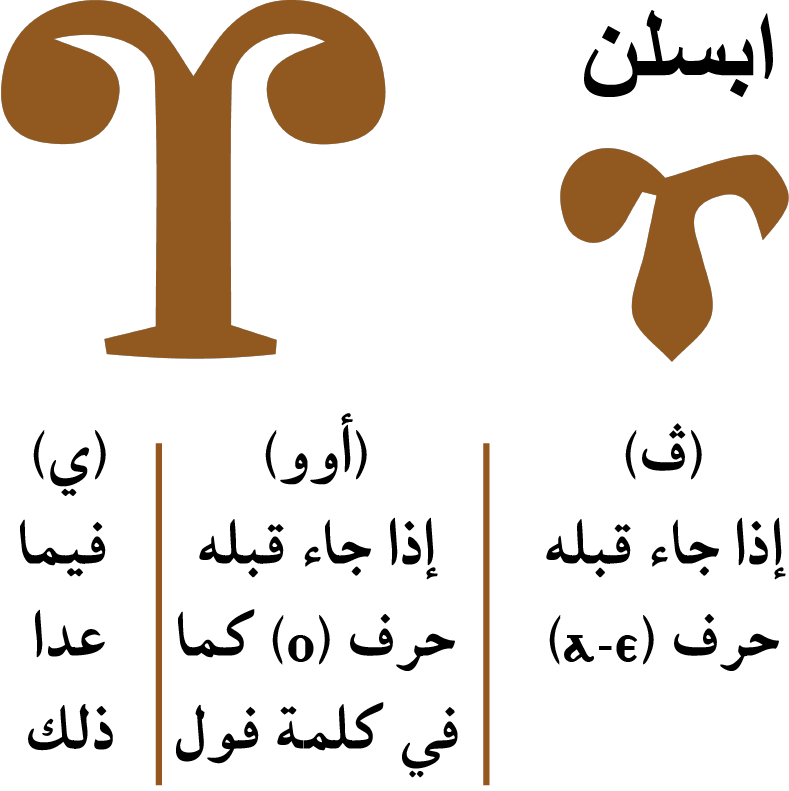 ابسلن
Ⲩ ⲩ
(ڤ)
إذا جاء قبله
حرف (ⲁ-ⲉ)
(أوو)
إذا جاء قبله
حرف (ⲟ) كما
في كلمة فول
(ي)
فيما
عدا
ذلك